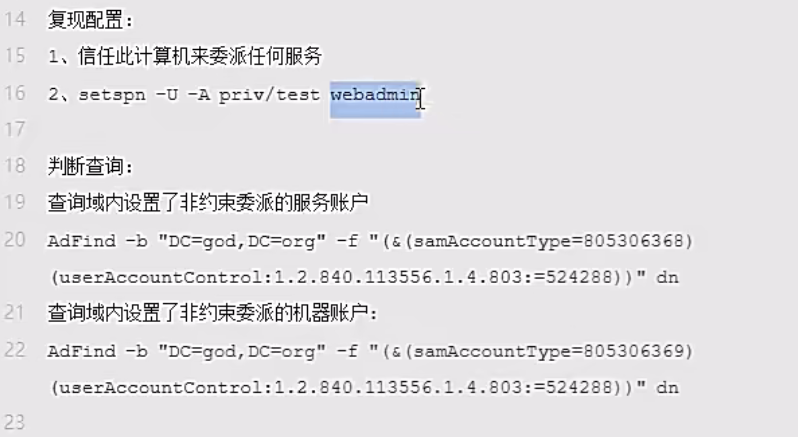 14 复现配置：
15 1、信任此计算机来委派任何服务
16 2、setspn -U -A priv/test webadmin
17
18 判断查询：
19 查询域内设置了非约束委派的服务账户
20 AdFind -b "DC=god,DC=org" -f "(&(samAccountType=805306368)
(userAccountControl:1.2.840.113556.1.4.803:=524288))" dn
21 查询域内设置了非约束委派的机器账户：
22 AdFind -b "DC=god,DC=org" -f "(&(samAccountType=805306369)
(userAccountControl:1.2.840.113556.1.4.803:=524288))" dn
23